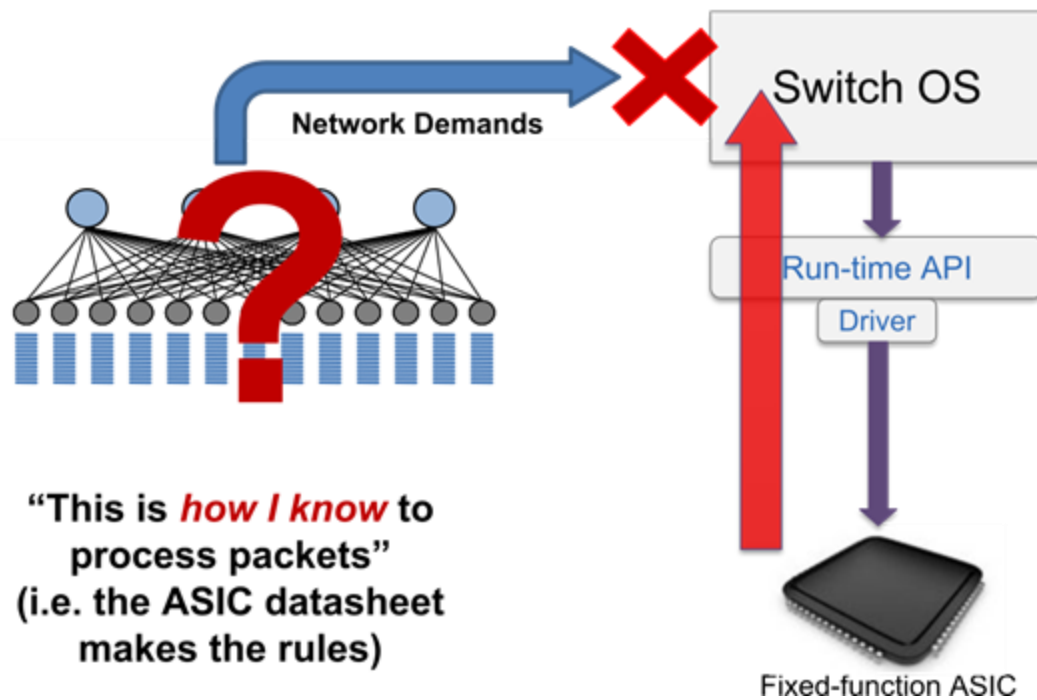 Network Demands
Switch OS
Run-time API
Driver
“This is how I know to
process packets”
(i.e. the ASIC datasheet
makes the rules)
Fixed-function ASIC